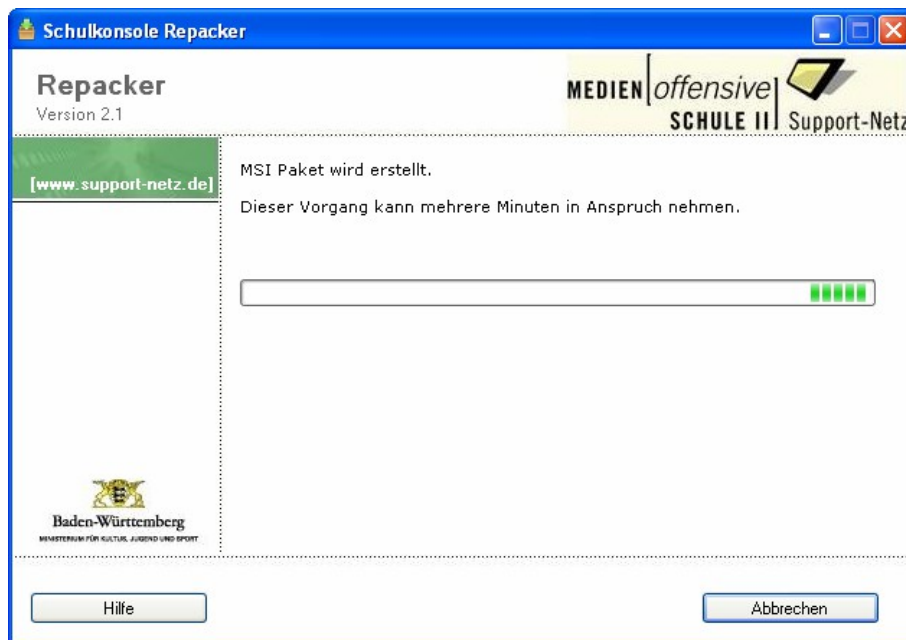 Schulkonsole Repacker
Repacker
Version 2.1
MEDIEN offensive
SCHULE II Support-Netz
[www.support-netz.de]
MSI Paket wird erstellt.
Dieser Vorgang kann mehrere Minuten in Anspruch nehmen.
Baden-Württemberg
MINISTERIUM FÜR KULTUS, JUGEND UND SPORT
Hilfe
Abbrechen